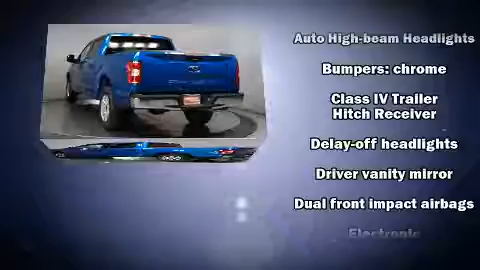 Auto High-beam Headlights
Bumpers: chrome
Class IV Trailer
Hitch Receiver
Delay-off headlights
Driver vanity mirror
Dual front impact airbags
Electronic